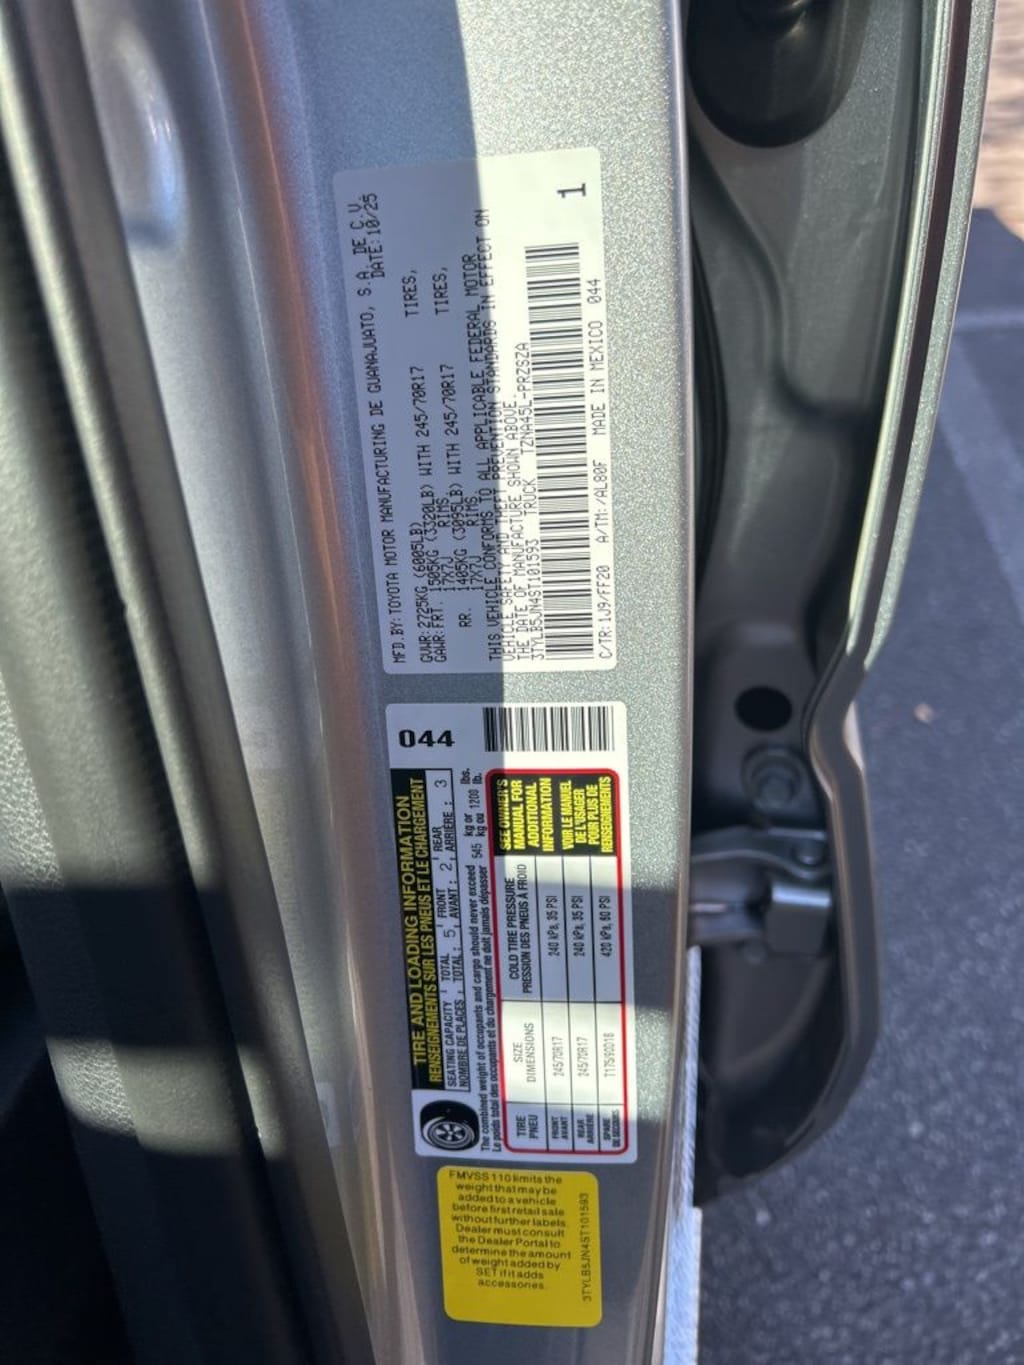 MFD.BY:TOYOTA MOTOR MANUFACTURING DE GUANAJUATO, S.A. DE C.V.
DATE:10/25
GVWR:2725KG (6005LB)
GAWR:FRT. 1505KG (3320LB) WITH 245/70R17 TIRES,
17X7J RIMS,
RR. 1405KG (3095LB) WITH 245/70R17 TIRES,
17X7J RIMS
THIS VEHICLE CONFORMS TO ALL APPLICABLE FEDERAL MOTOR
VEHICLE SAFETY AND THEFT PREVENTION STANDARDS IN EFFECT ON
THE DATE OF MANUFACTURE SHOWN ABOVE.
3TYLB5JN4ST101593 TRUCK TZNA45L-PRZSZA
1
C/TR:1J9/FF20 A/TM:/AL80F MADE IN MEXICO 044
044
TIRE AND LOADING INFORMATION
RENSEIGNEMENTS SUR LES PNEUS ET LE CHARGEMENT
SEATING CAPACITY TOTAL 5 FRONT 2 REAR 3
NOMBRE DE PLACES TOTAL: AVANT: ARRIÈRE:
The combined weight of occupants and cargo should never exceed 545 kg or 1200 lbs.
Le poids total des occupants et du chargement ne doit jamais dépasser kg ou lb.
TIRE SIZE COLD TIRE PRESSURE
PNEU DIMENSIONS PRESSION DES PNEUS À FROID
FRONT
AVANT 245/70R17 240 kPa, 35 PSI
REAR
ARRIÈRE 245/70R17 240 kPa, 35 PSI
SPARE
DE SECOURS T175/90D18 420 kPa, 60 PSI
SEE OWNER'S
MANUAL FOR
ADDITIONAL
INFORMATION
VOIR LE MANUEL
DE L'USAGER
POUR PLUS DE
RENSEIGNEMENTS
FMVSS 110 limits the
weight that may be
added to a vehicle
before first retail sale
without further labels.
Dealer must consult
the Dealer Portal to
determine the amount
of weight added by
SET if it adds
accessories.
3TYLB5JN4ST101593